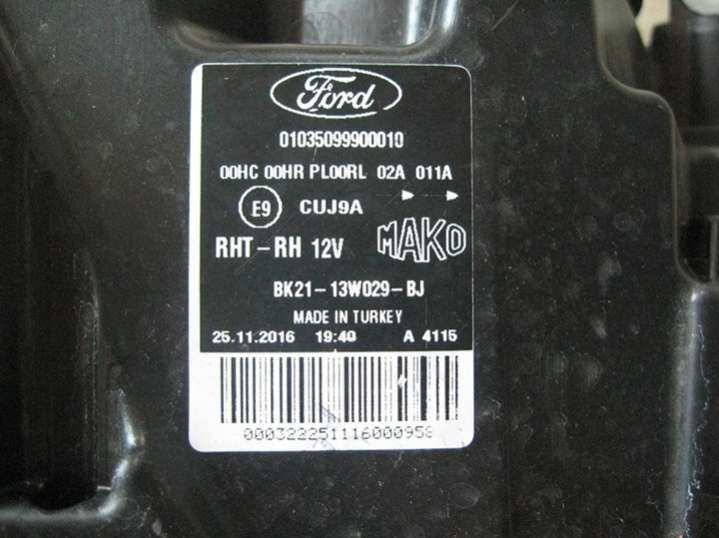 Ford
01035099900010
00HC 00HR PL00RL 02A 011A
E9 CUJ9A
MAKO
RHT-RH 12V
BK21-13W029-BJ
MADE IN TURKEY
25.11.2016 19:40 A 4115
000322251116000958